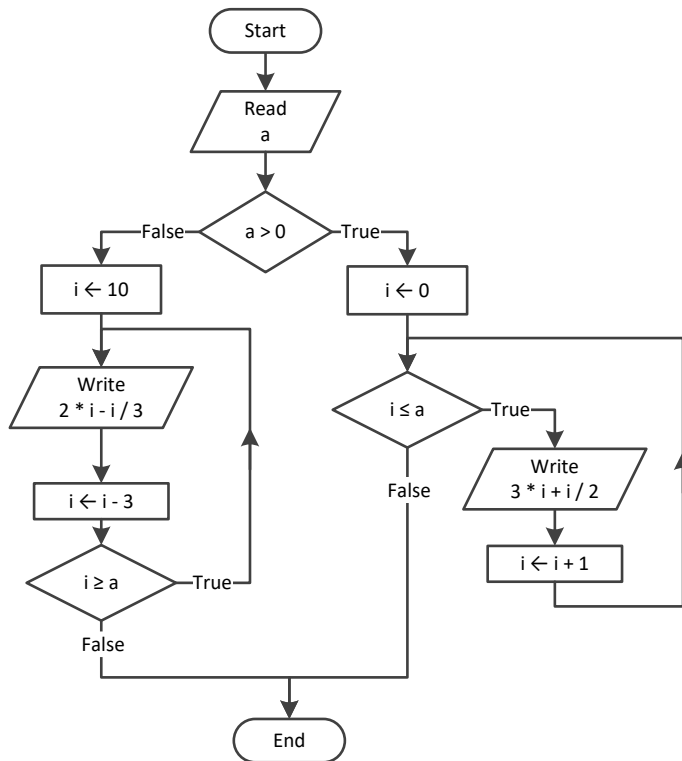 Start
Read
a
a > 0
False
True
i ← 10
i ← 0
Write
2 * i - i / 3
i ≤ a
True
False
Write
3 * i + i / 2
i ← i - 3
i ← i + 1
i ≥ a
True
False
End